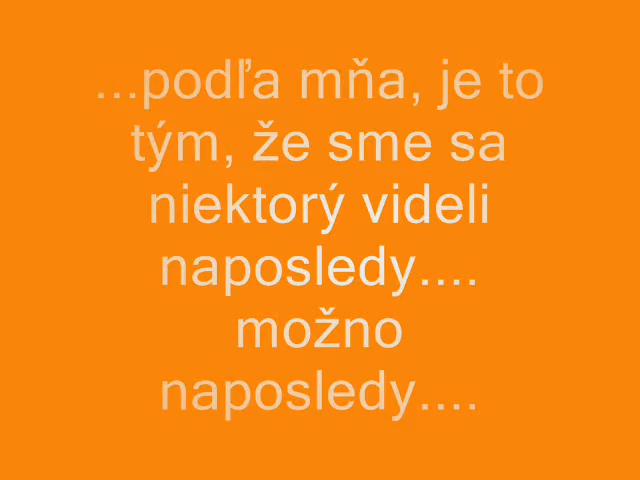 ...podľa mňa, je to
tým, že sme sa
niektorý videli
naposledy....
možno
naposledy....